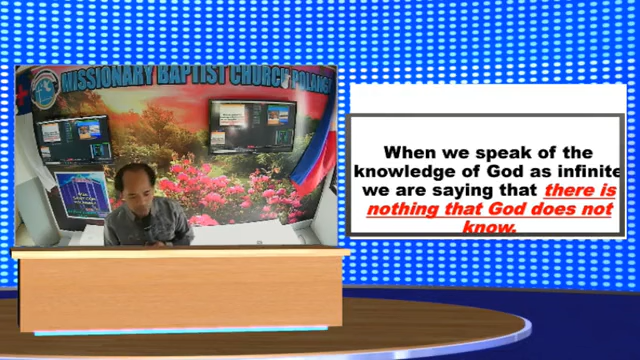 MISSIONARY BAPTIST CHURCH POLANGUI
When we speak of the
knowledge of God as infinite
we are saying that there is
nothing that God does not
know.